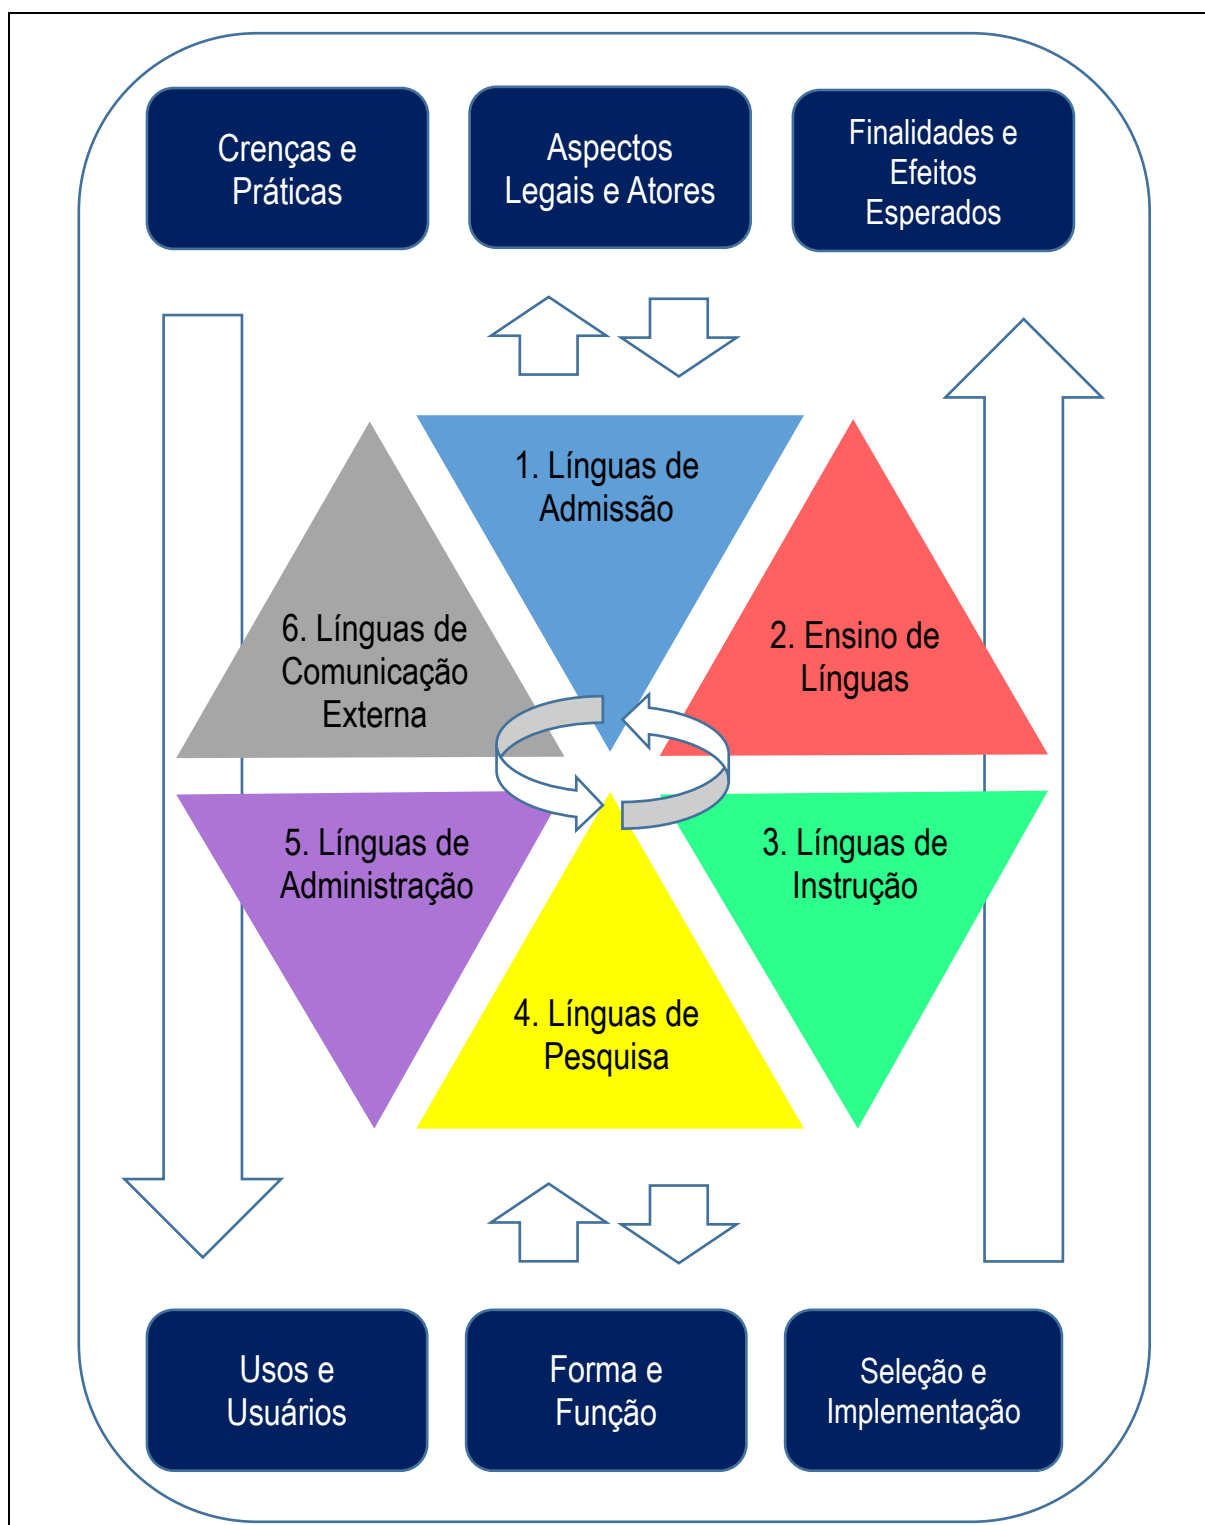 Crenças e
Práticas
Aspectos
Legais e Atores
Finalidades e
Efeitos
Esperados
1. Línguas de
Admissão
2. Ensino de
Línguas
3. Línguas de
Instrução
4. Línguas de
Pesquisa
5. Línguas de
Administração
6. Línguas de
Comunicação
Externa
Usos e
Usuários
Forma e
Função
Seleção e
Implementação